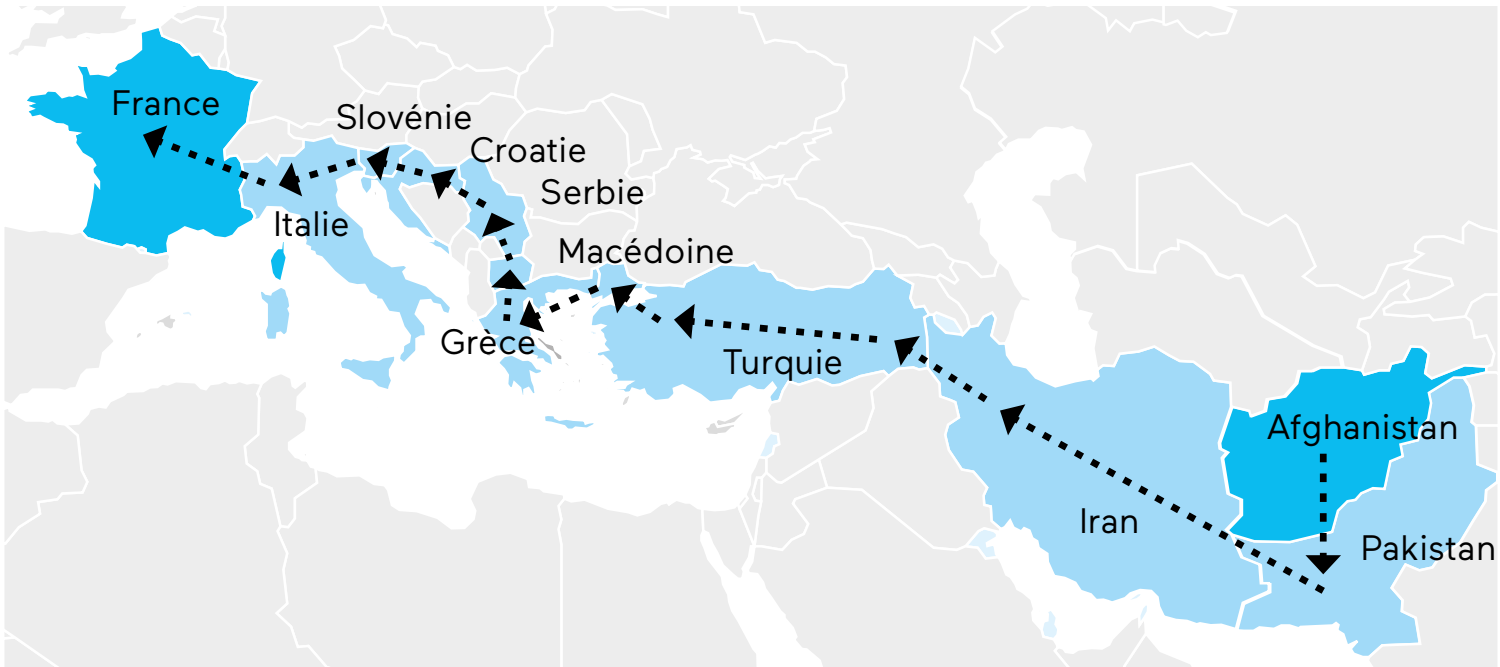 France
Slovénie
Croatie
Serbie
Italie
Macédoine
Grèce
Turquie
Afghanistan
Iran
Pakistan